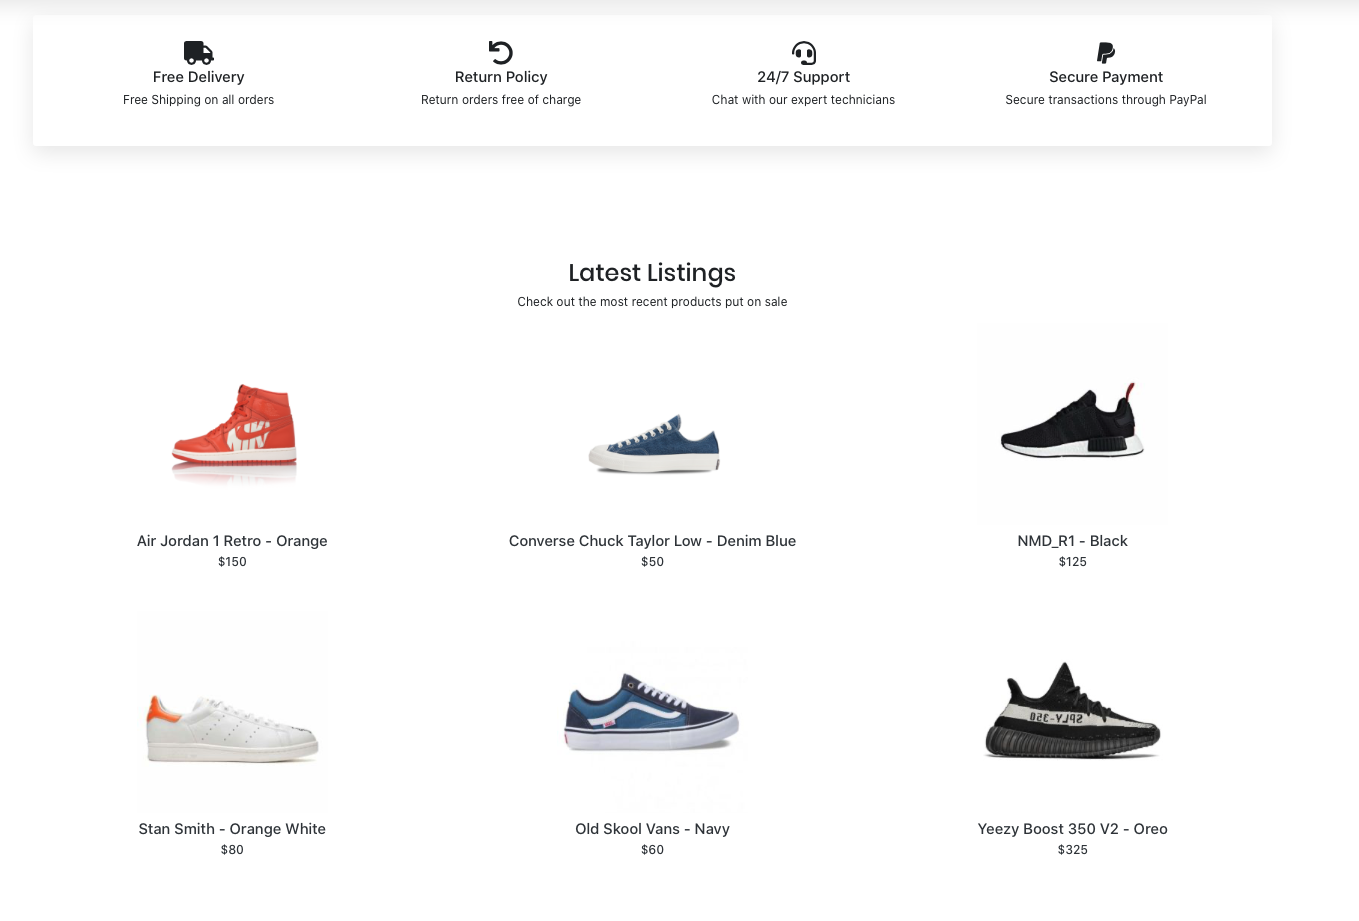 Free Delivery
Free Shipping on all orders
Return Policy
Return orders free of charge
24/7 Support
Chat with our expert technicians
Secure Payment
Secure transactions through PayPal
Latest Listings
Check out the most recent products put on sale
Air Jordan 1 Retro - Orange
$150
Converse Chuck Taylor Low - Denim Blue
$50
NMD_R1 - Black
$125
SPLY-350
Stan Smith - Orange White
$80
Old Skool Vans - Navy
$60
Yeezy Boost 350 V2 - Oreo
$325